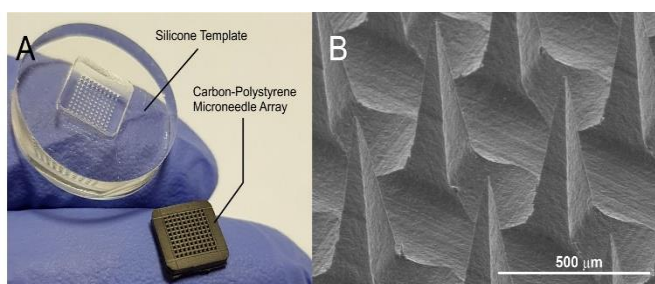 A
Silicone Template
Carbon-Polystyrene
Microneedle Array
B
500 μm